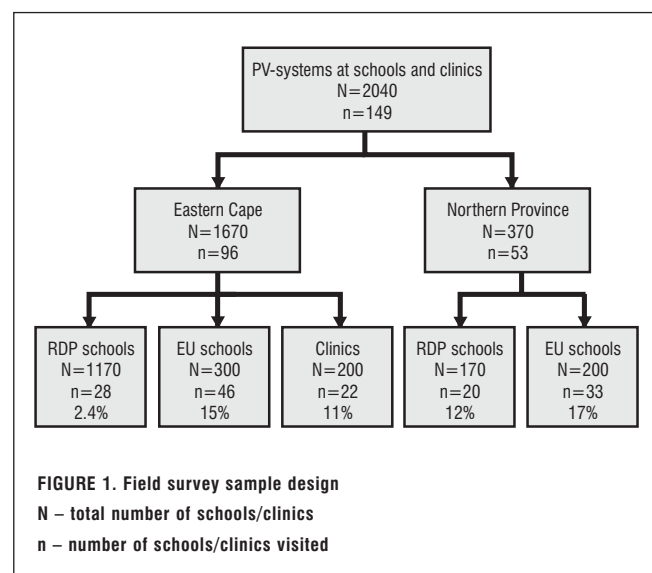 PV-systems at schools and clinics
N=2040
n=149
Eastern Cape
N=1670
n=96
Northern Province
N=370
n=53
RDP schools
N=1170
n=28
2.4%
EU schools
N=300
n=46
15%
Clinics
N=200
n=22
11%
RDP schools
N=170
n=20
12%
EU schools
N=200
n=33
17%
FIGURE 1. Field survey sample design
N – total number of schools/clinics
n – number of schools/clinics visited